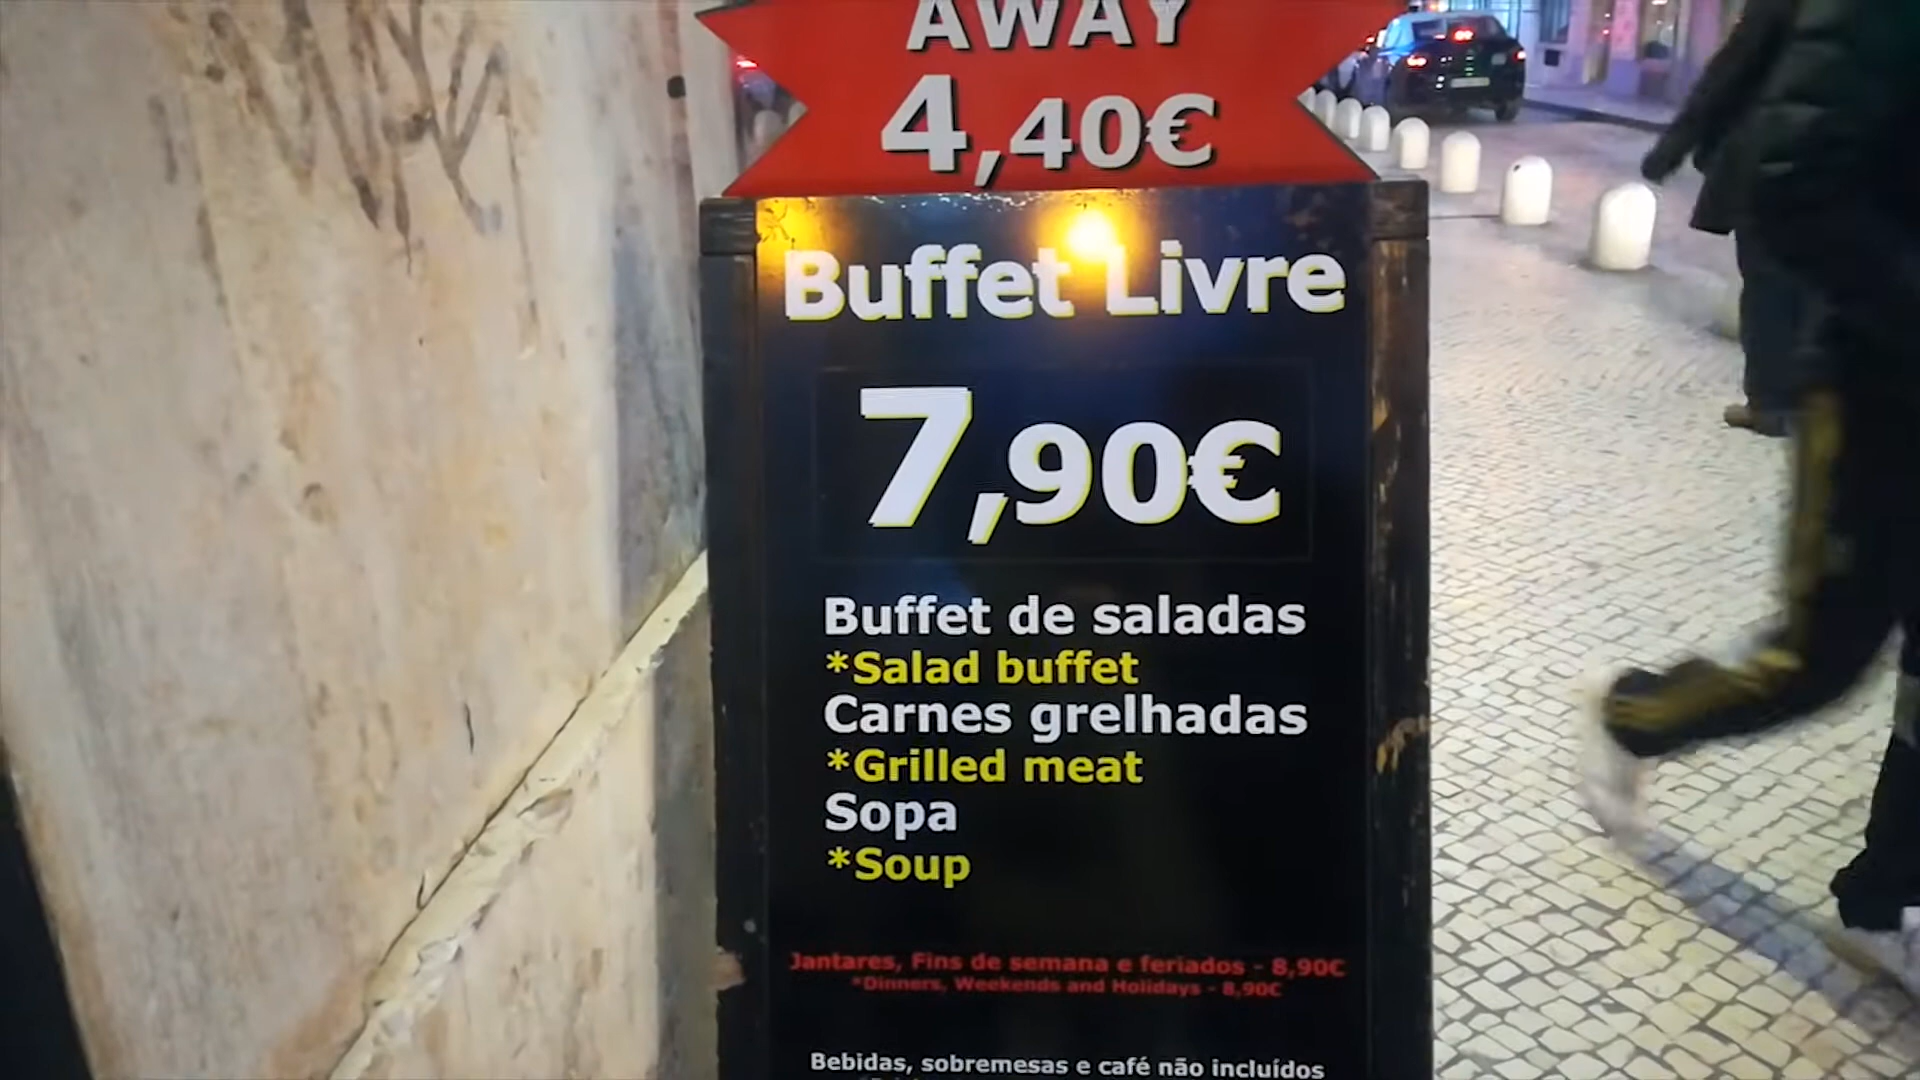 AWAY
4,40€
Buffet Livre
7,90€
Buffet de saladas
*Salad buffet
Carnes grelhadas
*Grilled meat
Sopa
*Soup
Jantares, Fins de semana e feriados - 8,90€
*Dinners, Weekends and Holidays - 8,90€
Bebidas, sobremesas e café não incluídos